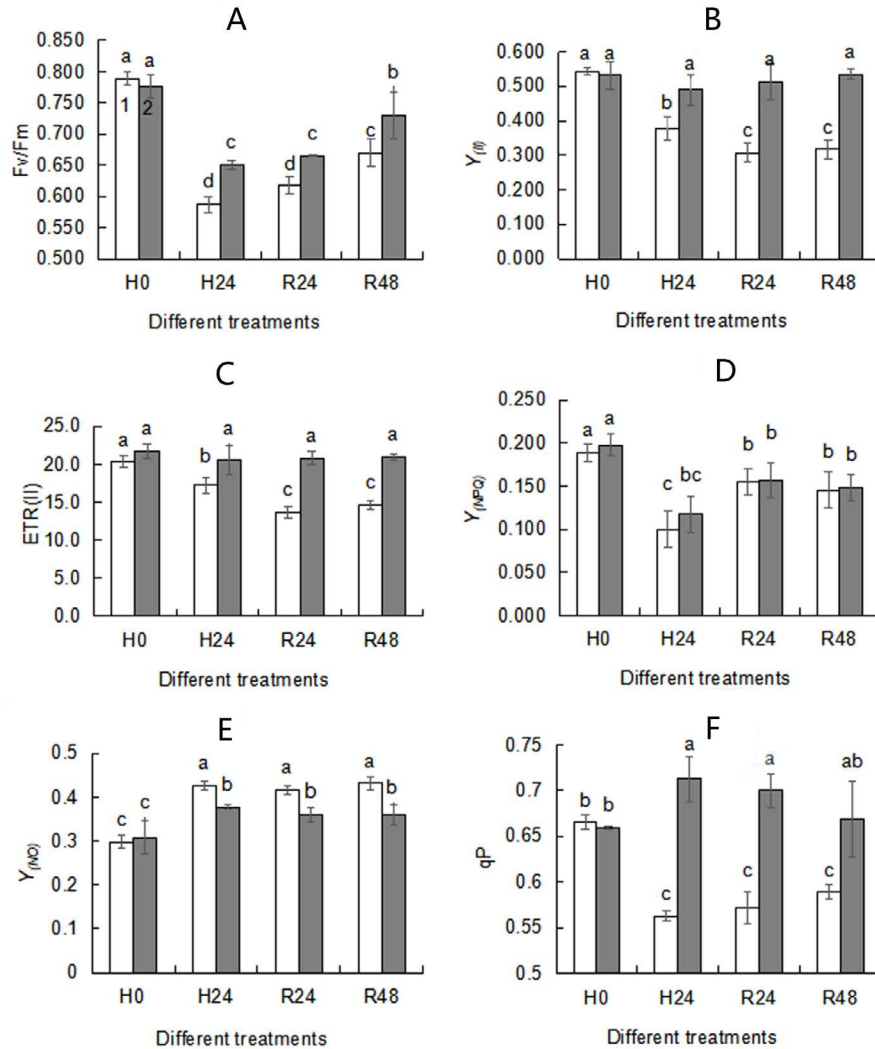 A
0.850
0.800
0.750
0.700
0.650
0.600
0.550
0.500
Fv/Fm
a a
1 2
d c
d c
c b
H0 H24 R24 R48
Different treatments
B
0.600
0.500
0.400
0.300
0.200
0.100
0.000
Y(II)
a a
b a
c a
c a
H0 H24 R24 R48
Different treatments
C
25.0
20.0
15.0
10.0
5.0
0.0
ETR(II)
a a
b a
c a
c a
H0 H24 R24 R48
Different treatments
D
0.250
0.200
0.150
0.100
0.050
0.000
Y(NPQ)
a a
c bc
b b
b b
H0 H24 R24 R48
Different treatments
E
0.5
0.4
0.3
0.2
0.1
0
Y(NO)
c c
a b
a b
a b
H0 H24 R24 R48
Different treatments
F
0.75
0.7
0.65
0.6
0.55
0.5
qP
b b
c a
c a
c ab
H0 H24 R24 R48
Different treatments